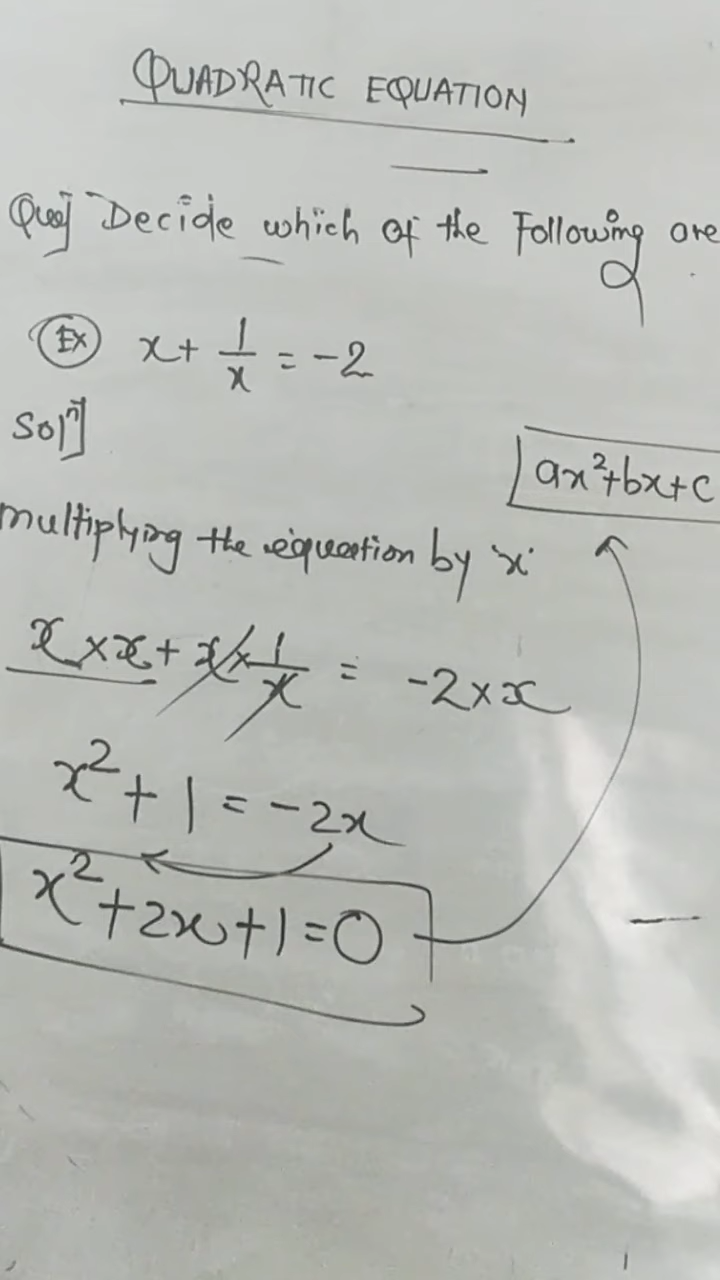 QUADRATIC EQUATION
Que] Decide which of the Following are
Ex x + 1/x = -2
Solⁿ]
ax²+bx+c
multiplying the equation by 'x'
x × x + x × 1/x = -2 × x
x² + 1 = -2x
x² + 2x + 1 = 0